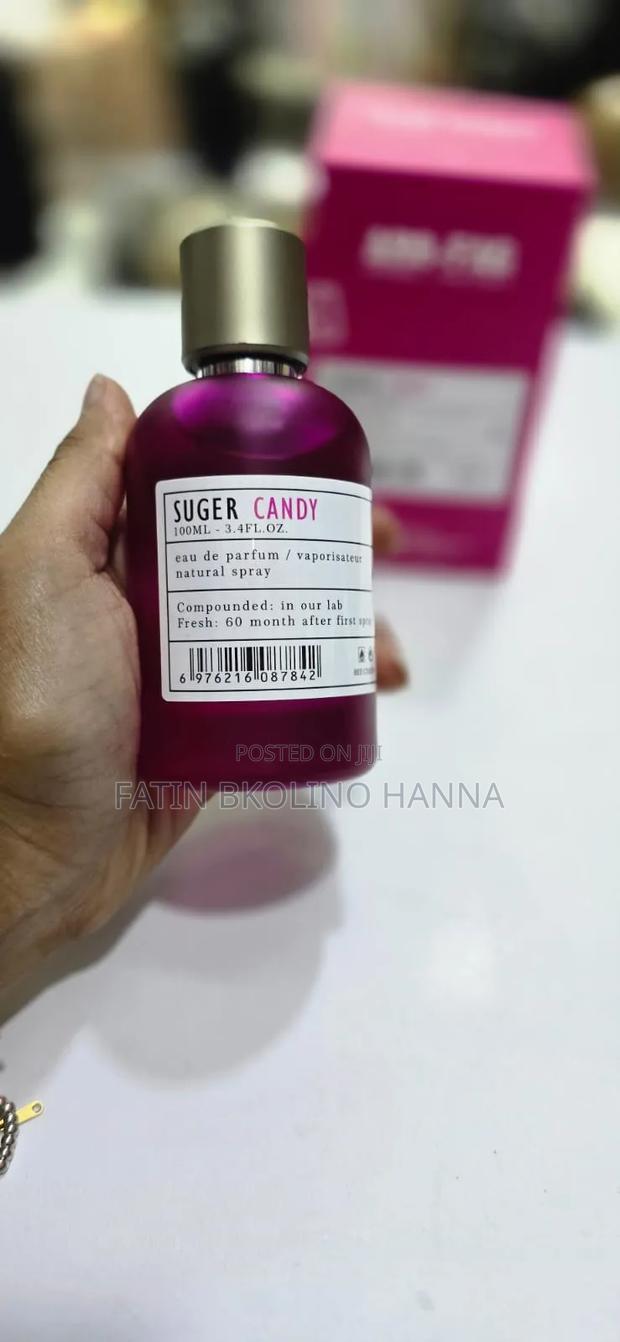 SUGER CANDY
100ML - 3.4FL.OZ.
eau de parfum / vaporisateur
natural spray
Compounded: in our lab
Fresh: 60 month after first
6 976216 087842
POSTED ON JIJI
FATIN BKOLINO HANNA